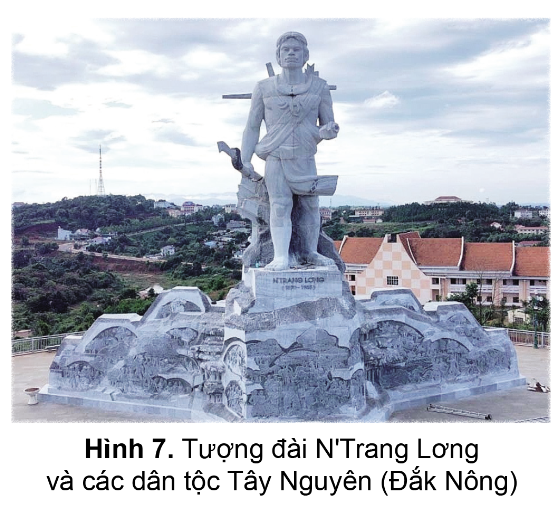 N'TRANG LƠNG
Hình 7. Tượng đài N'Trang Lơng
và các dân tộc Tây Nguyên (Đắk Nông)